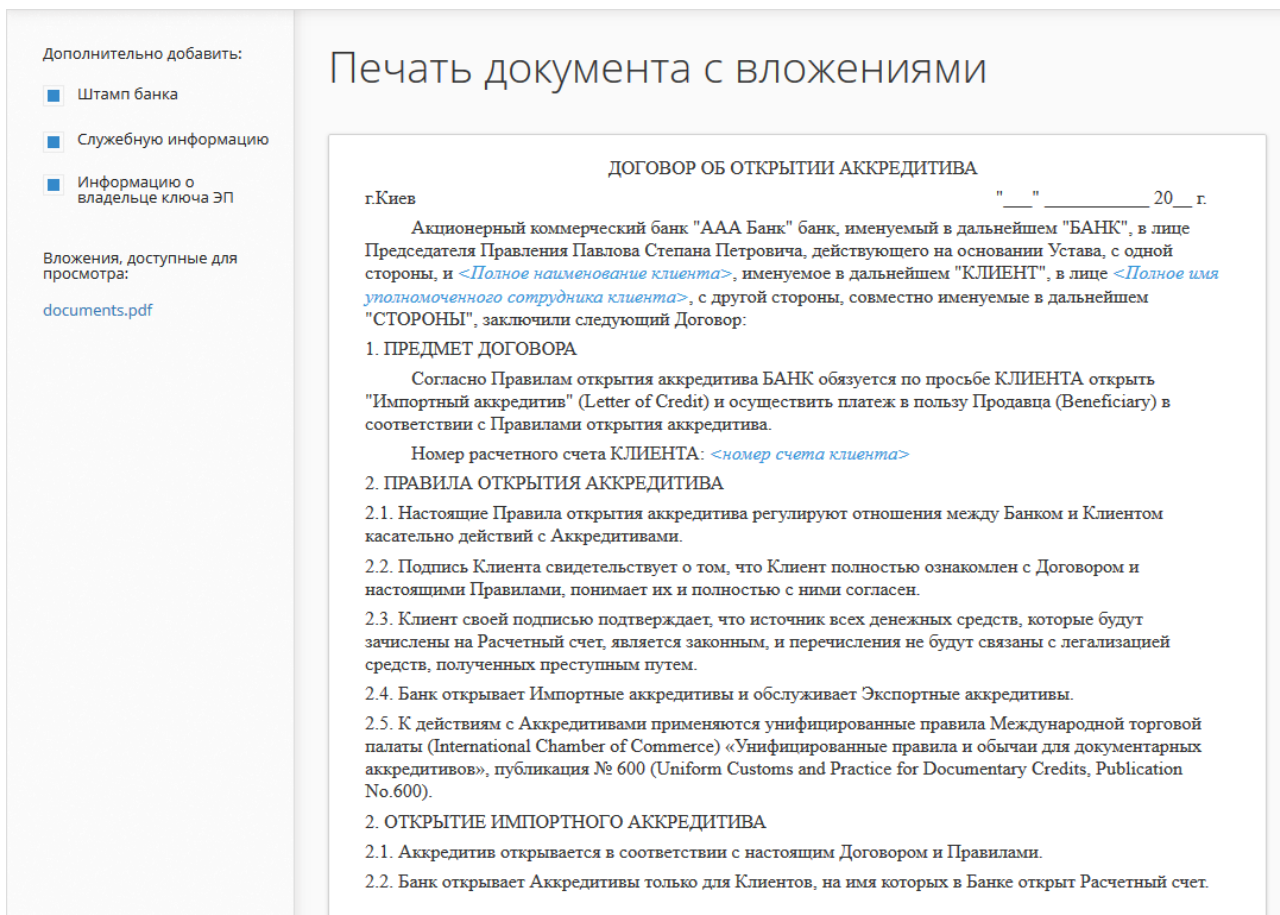 Дополнительно добавить:
Штамп банка
Служебную информацию
Информацию о
владельце ключа ЭП
Вложения, доступные для
просмотра:
documents.pdf
Печать документа с вложениями
ДОГОВОР ОБ ОТКРЫТИИ АККРЕДИТИВА
г.Киев "___" ____________ 20__ г.
Акционерный коммерческий банк "ААА Банк" банк, именуемый в дальнейшем "БАНК", в лице
Председателя Правления Павлова Степана Петровича, действующего на основании Устава, с одной
стороны, и <Полное наименование клиента>, именуемое в дальнейшем "КЛИЕНТ", в лице <Полное имя
уполномоченного сотрудника клиента>, с другой стороны, совместно именуемые в дальнейшем
"СТОРОНЫ", заключили следующий Договор:
1. ПРЕДМЕТ ДОГОВОРА
Согласно Правилам открытия аккредитива БАНК обязуется по просьбе КЛИЕНТА открыть
"Импортный аккредитив" (Letter of Credit) и осуществить платеж в пользу Продавца (Beneficiary) в
соответствии с Правилами открытия аккредитива.
Номер расчетного счета КЛИЕНТА: <номер счета клиента>
2. ПРАВИЛА ОТКРЫТИЯ АККРЕДИТИВА
2.1. Настоящие Правила открытия аккредитива регулируют отношения между Банком и Клиентом
касательно действий с Аккредитивами.
2.2. Подпись Клиента свидетельствует о том, что Клиент полностью ознакомлен с Договором и
настоящими Правилами, понимает их и полностью с ними согласен.
2.3. Клиент своей подписью подтверждает, что источник всех денежных средств, которые будут
зачислены на Расчетный счет, является законным, и перечисления не будут связаны с легализацией
средств, полученных преступным путем.
2.4. Банк открывает Импортные аккредитивы и обслуживает Экспортные аккредитивы.
2.5. К действиям с Аккредитивами применяются унифицированные правила Международной торговой
палаты (International Chamber of Commerce) «Унифицированные правила и обычаи для документарных
аккредитивов», публикация № 600 (Uniform Customs and Practice for Documentary Credits, Publication
No.600).
2. ОТКРЫТИЕ ИМПОРТНОГО АККРЕДИТИВА
2.1. Аккредитив открывается в соответствии с настоящим Договором и Правилами.
2.2. Банк открывает Аккредитивы только для Клиентов, на имя которых в Банке открыт Расчетный счет.